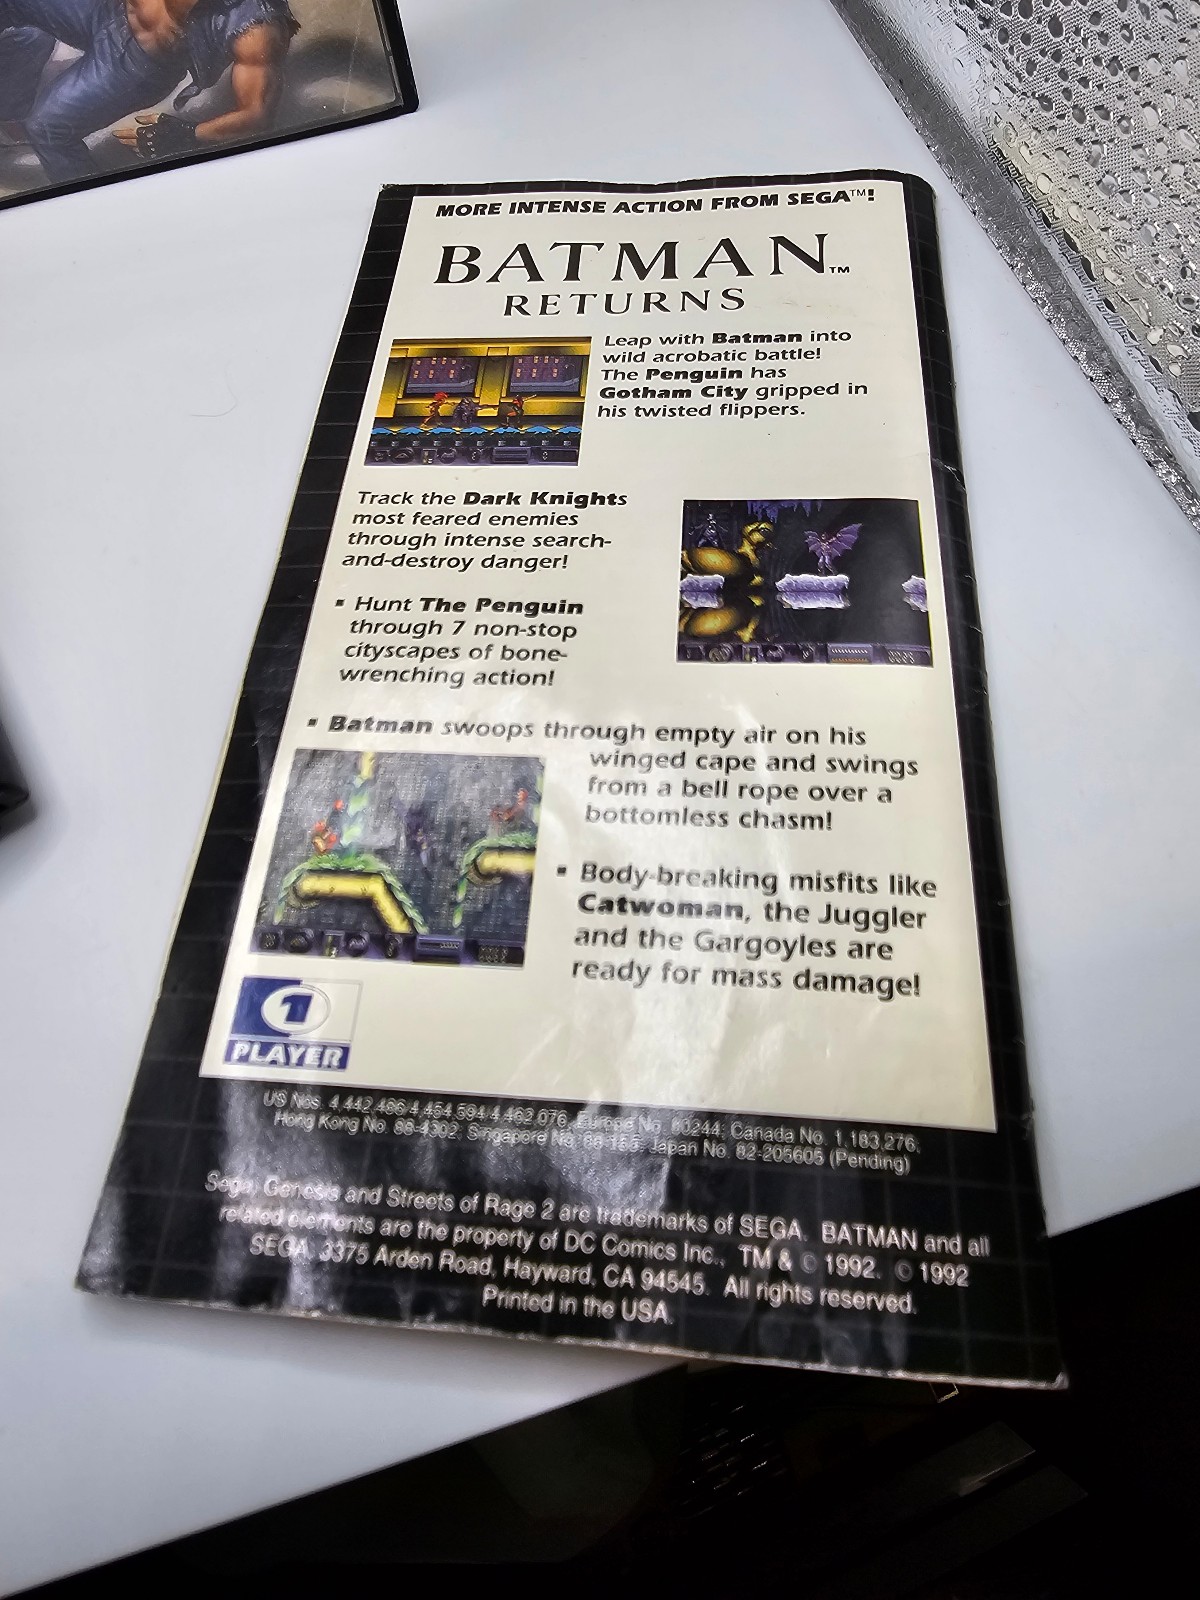 MORE INTENSE ACTION FROM SEGA™!
BATMAN™
RETURNS
Leap with Batman into
wild acrobatic battle!
The Penguin has
Gotham City gripped in
his twisted flippers.
Track the Dark Knights
most feared enemies
through intense search-
and-destroy danger!
▪ Hunt The Penguin
through 7 non-stop
cityscapes of bone-
wrenching action!
▪ Batman swoops through empty air on his
winged cape and swings
from a bell rope over a
bottomless chasm!
▪ Body-breaking misfits like
Catwoman, the Juggler
and the Gargoyles are
ready for mass damage!
1
PLAYER
US Nos. 4,442,486/4,454,594/4,462,076; Europe No. 80244; Canada No. 1,183,276;
Hong Kong No. 88-4302; Singapore No. 88-155; Japan No. 82-205605 (Pending)
Sega, Genesis and Streets of Rage 2 are trademarks of SEGA. BATMAN and all
related elements are the property of DC Comics Inc., TM & © 1992. © 1992
SEGA, 3375 Arden Road, Hayward, CA 94545. All rights reserved.
Printed in the USA.